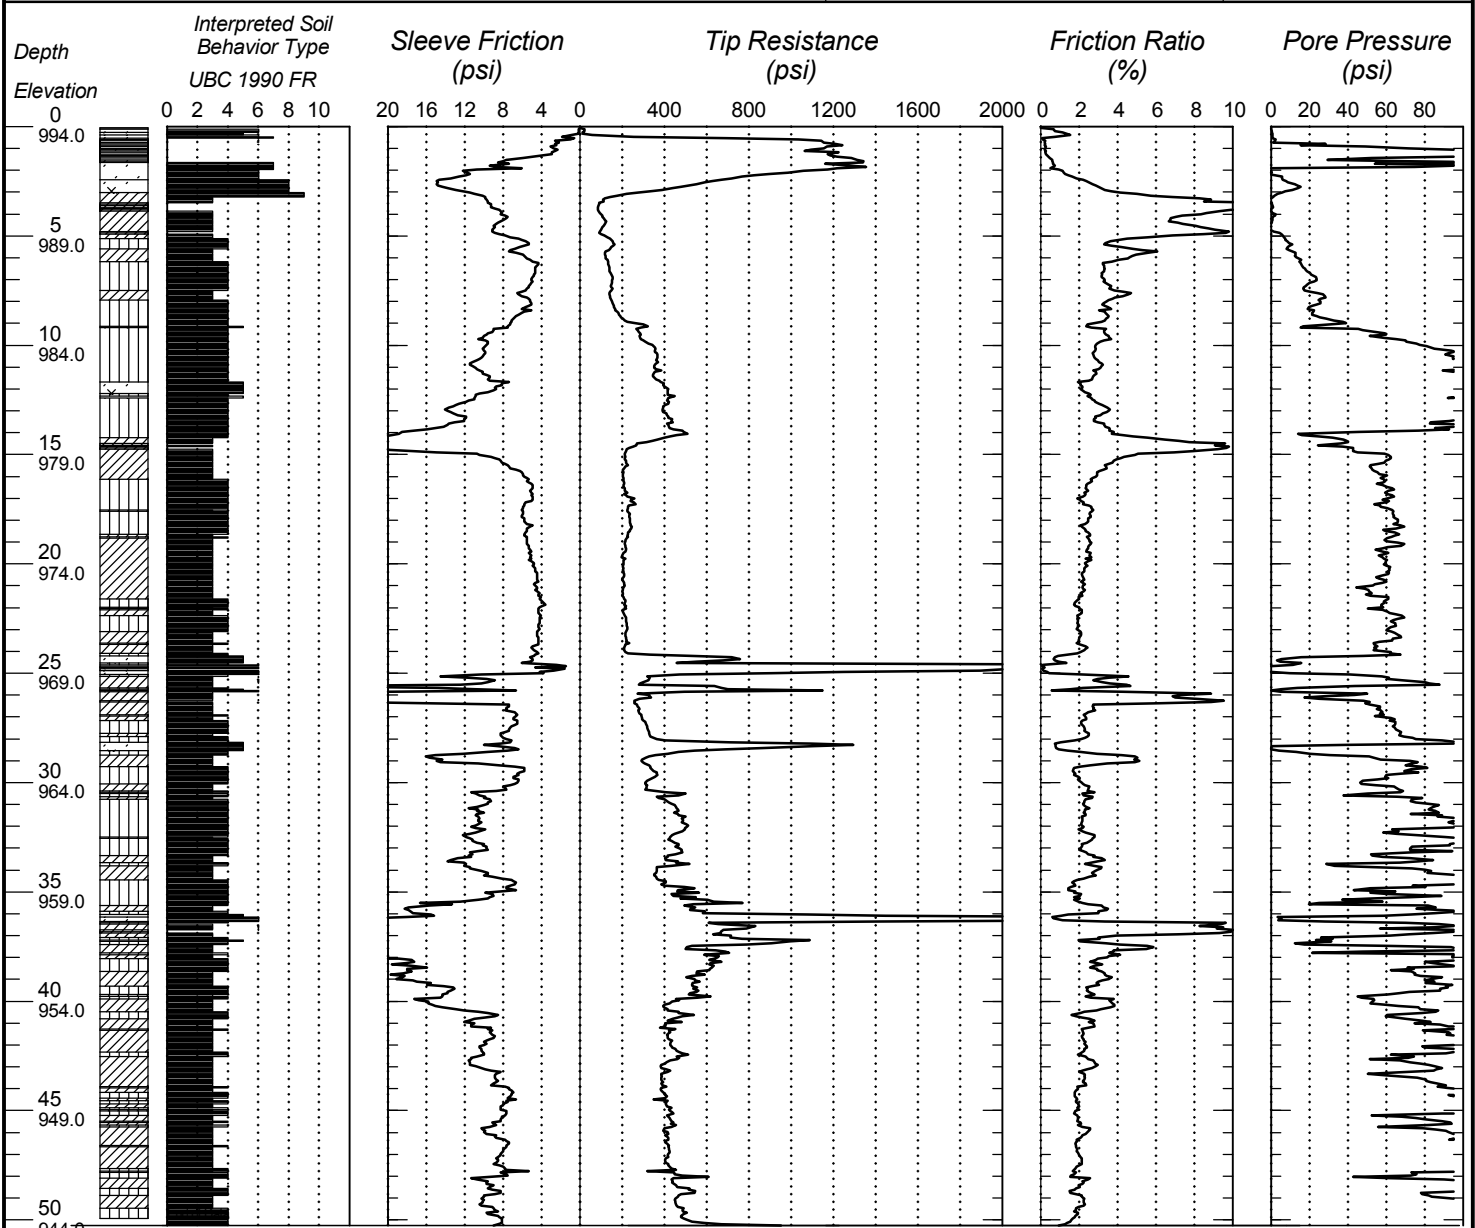 Interpreted Soil
Behavior Type
UBC 1990 FR
Sleeve Friction
(psi)
Tip Resistance
(psi)
Friction Ratio
(%)
Pore Pressure
(psi)
Depth
Elevation
0 2 4 6 8 10
20 16 12 8 4 0
400 800 1200 1600 2000
0 2 4 6 8 10
0 20 40 60 80
0
994.0
5
989.0
10
984.0
15
979.0
20
974.0
25
969.0
30
964.0
35
959.0
40
954.0
45
949.0
50